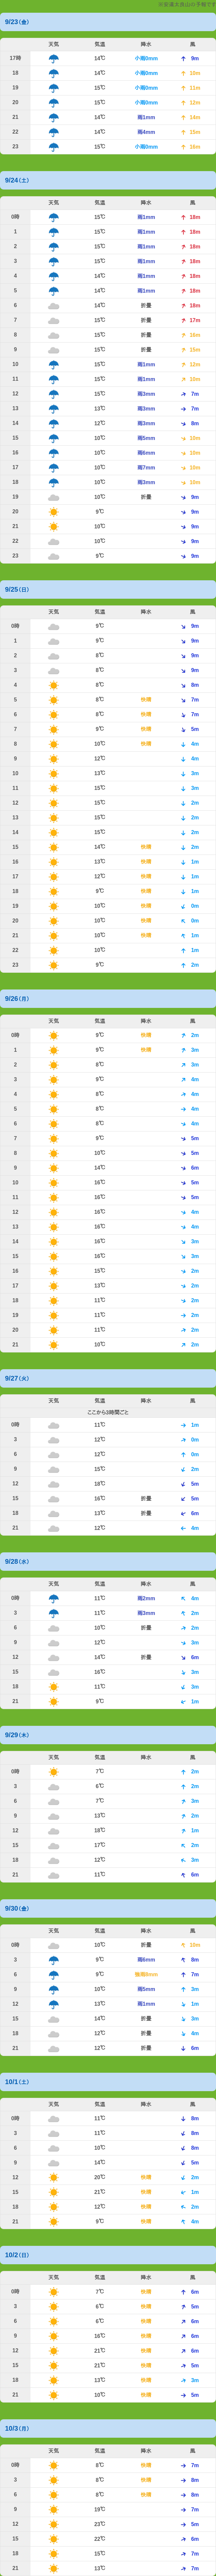 ※安達太良山の予報です
9/23(金)
天気 気温 降水 風
17時 14℃ 小雨0mm 9m
18 14℃ 小雨0mm 10m
19 15℃ 小雨0mm 11m
20 15℃ 小雨0mm 12m
21 14℃ 雨1mm 14m
22 14℃ 雨4mm 15m
23 15℃ 小雨0mm 16m
9/24(土)
天気 気温 降水 風
0時 15℃ 雨1mm 18m
1 15℃ 雨1mm 18m
2 15℃ 雨1mm 18m
3 15℃ 雨1mm 18m
4 14℃ 雨1mm 18m
5 14℃ 雨1mm 18m
6 14℃ 折曇 18m
7 15℃ 折曇 17m
8 15℃ 折曇 16m
9 15℃ 折曇 15m
10 15℃ 雨1mm 12m
11 15℃ 雨1mm 10m
12 15℃ 雨3mm 7m
13 13℃ 雨3mm 7m
14 12℃ 雨3mm 8m
15 10℃ 雨5mm 10m
16 10℃ 雨6mm 10m
17 10℃ 雨7mm 10m
18 10℃ 雨3mm 10m
19 10℃ 折曇 9m
20 9℃ 9m
21 10℃ 9m
22 10℃ 9m
23 9℃ 9m
9/25(日)
天気 気温 降水 風
0時 9℃ 9m
1 9℃ 9m
2 8℃ 9m
3 8℃ 9m
4 8℃ 8m
5 8℃ 快晴 7m
6 8℃ 快晴 7m
7 9℃ 快晴 5m
8 10℃ 快晴 4m
9 12℃ 4m
10 13℃ 3m
11 15℃ 3m
12 15℃ 2m
13 15℃ 2m
14 15℃ 2m
15 14℃ 快晴 2m
16 13℃ 快晴 1m
17 12℃ 快晴 1m
18 9℃ 快晴 1m
19 10℃ 快晴 0m
20 10℃ 快晴 0m
21 10℃ 快晴 1m
22 10℃ 1m
23 9℃ 2m
9/26(月)
天気 気温 降水 風
0時 9℃ 快晴 2m
1 9℃ 快晴 3m
2 8℃ 3m
3 9℃ 4m
4 8℃ 4m
5 8℃ 4m
6 8℃ 4m
7 9℃ 5m
8 10℃ 5m
9 14℃ 6m
10 16℃ 5m
11 16℃ 5m
12 16℃ 4m
13 16℃ 4m
14 16℃ 3m
15 16℃ 3m
16 15℃ 2m
17 13℃ 2m
18 11℃ 2m
19 11℃ 2m
20 11℃ 2m
21 10℃ 2m
9/27(火)
天気 気温 降水 風
ここから3時間ごと
0時 11℃ 1m
3 12℃ 0m
6 12℃ 0m
9 15℃ 2m
12 18℃ 5m
15 16℃ 折曇 5m
18 13℃ 折曇 6m
21 12℃ 4m
9/28(水)
天気 気温 降水 風
0時 11℃ 雨2mm 4m
3 11℃ 雨3mm 2m
6 10℃ 折曇 2m
9 12℃ 3m
12 14℃ 折曇 6m
15 16℃ 3m
18 11℃ 3m
21 9℃ 1m
9/29(木)
天気 気温 降水 風
0時 7℃ 2m
3 6℃ 2m
6 7℃ 3m
9 13℃ 2m
12 18℃ 1m
15 17℃ 2m
18 12℃ 3m
21 11℃ 6m
9/30(金)
天気 気温 降水 風
0時 10℃ 折曇 10m
3 9℃ 雨6mm 8m
6 9℃ 強雨8mm 7m
9 10℃ 雨5mm 3m
12 13℃ 雨1mm 1m
15 14℃ 折曇 3m
18 12℃ 折曇 4m
21 12℃ 折曇 6m
10/1(土)
天気 気温 降水 風
0時 11℃ 8m
3 11℃ 8m
6 10℃ 8m
9 14℃ 5m
12 20℃ 快晴 2m
15 21℃ 快晴 1m
18 12℃ 快晴 2m
21 9℃ 快晴 4m
10/2(日)
天気 気温 降水 風
0時 7℃ 快晴 6m
3 6℃ 快晴 5m
6 6℃ 快晴 6m
9 16℃ 快晴 6m
12 21℃ 快晴 6m
15 21℃ 快晴 5m
18 13℃ 快晴 3m
21 10℃ 快晴 5m
10/3(月)
天気 気温 降水 風
0時 8℃ 快晴 7m
3 8℃ 快晴 8m
6 8℃ 快晴 8m
9 19℃ 7m
12 23℃ 5m
15 22℃ 6m
18 15℃ 7m
21 13℃ 7m